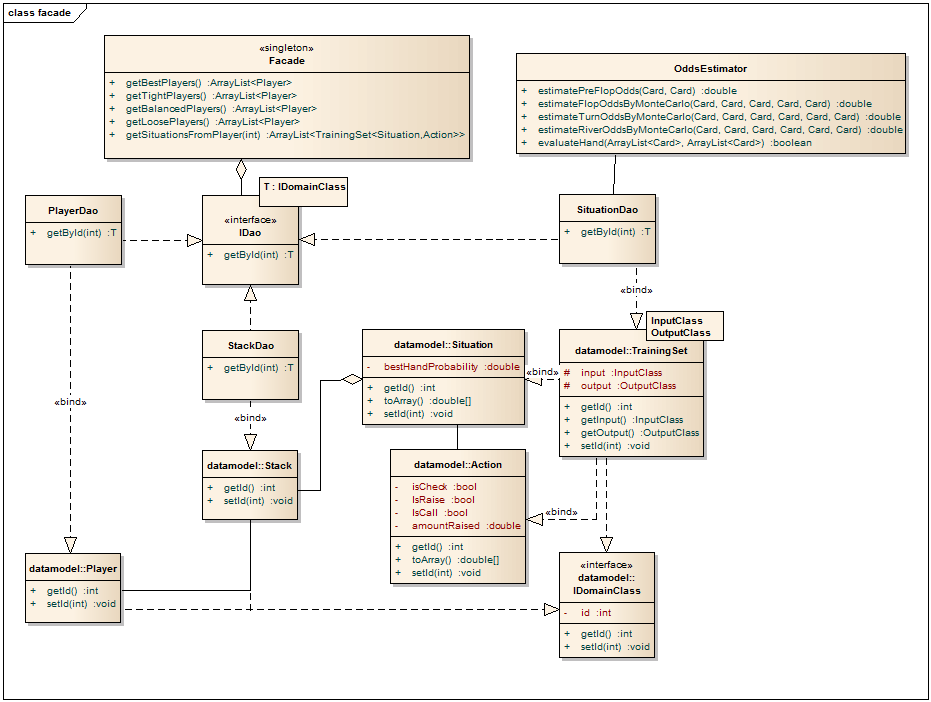 class facade
«singleton»
Facade
+ getBestPlayers() :ArrayList<Player>
+ getTightPlayers() :ArrayList<Player>
+ getBalancedPlayers() :ArrayList<Player>
+ getLoosePlayers() :ArrayList<Player>
+ getSituationsFromPlayer(int) :ArrayList<TrainingSet<Situation,Action>>
OddsEstimator
+ estimatePreFlopOdds(Card, Card) :double
+ estimateFlopOddsByMonteCarlo(Card, Card, Card, Card, Card) :double
+ estimateTurnOddsByMonteCarlo(Card, Card, Card, Card, Card, Card) :double
+ estimateRiverOddsByMonteCarlo(Card, Card, Card, Card, Card, Card) :double
+ evaluateHand(ArrayList<Card>, ArrayList<Card>) :boolean
T : IDomainClass
PlayerDao
+ getById(int) :T
«interface»
IDao
+ getById(int) :T
SituationDao
+ getById(int) :T
«bind»
InputClass
OutputClass
datamodel::TrainingSet
# input :InputClass
# output :OutputClass
+ getId() :int
+ getInput() :InputClass
+ getOutput() :OutputClass
+ setId(int) :void
StackDao
+ getById(int) :T
datamodel::Situation
- bestHandProbability :double
+ getId() :int
+ toArray() :double[]
+ setId(int) :void
«bind»
«bind»
«bind»
datamodel::Stack
+ getId() :int
+ setId(int) :void
datamodel::Action
- isCheck :bool
- IsRaise :bool
- IsCall :bool
- amountRaised :double
+ getId() :int
+ toArray() :double[]
+ setId(int) :void
«bind»
datamodel::Player
+ getId() :int
+ setId(int) :void
«interface»
datamodel::
IDomainClass
- id :int
+ getId() :int
+ setId(int) :void